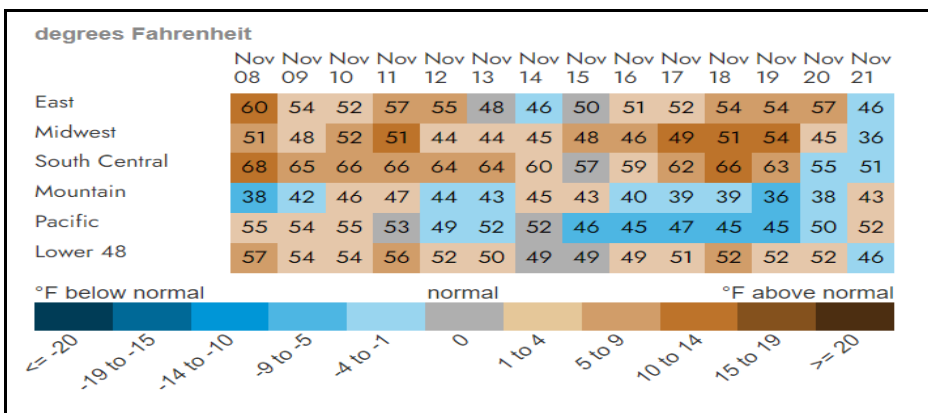 degrees Fahrenheit
Nov Nov Nov Nov Nov Nov Nov Nov Nov Nov Nov Nov Nov Nov
08 09 10 11 12 13 14 15 16 17 18 19 20 21
East 60 54 52 57 55 48 46 50 51 52 54 54 57 46
Midwest 51 48 52 51 44 44 45 48 46 49 51 54 45 36
South Central 68 65 66 66 64 64 60 57 59 62 66 63 55 51
Mountain 38 42 46 47 44 43 45 43 40 39 39 36 38 43
Pacific 55 54 55 53 49 52 52 46 45 47 45 45 50 52
Lower 48 57 54 54 56 52 50 49 49 49 51 52 52 52 46
°F below normal normal °F above normal
<= -20 -19 to -15 -14 to -10 -9 to -5 -4 to -1 0 1 to 4 5 to 9 10 to 14 15 to 19 >= 20